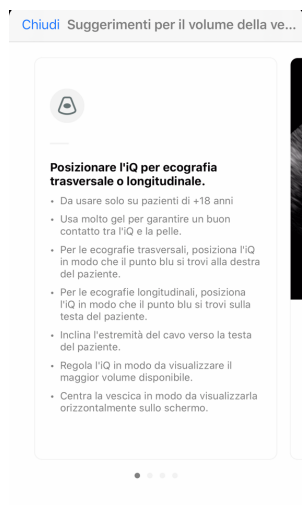 Chiudi Suggerimenti per il volume della ve...
Posizionare l'iQ per ecografia
trasversale o longitudinale.
• Da usare solo su pazienti di +18 anni
• Usa molto gel per garantire un buon
contatto tra l'iQ e la pelle.
• Per le ecografie trasversali, posiziona l'iQ
in modo che il punto blu si trovi alla destra
del paziente.
• Per le ecografie longitudinali, posiziona
l'iQ in modo che il punto blu si trovi sulla
testa del paziente.
• Inclina l'estremità del cavo verso la testa
del paziente.
• Regola l'iQ in modo da visualizzare il
maggior volume disponibile.
• Centra la vescica in modo da visualizzarla
orizzontalmente sullo schermo.